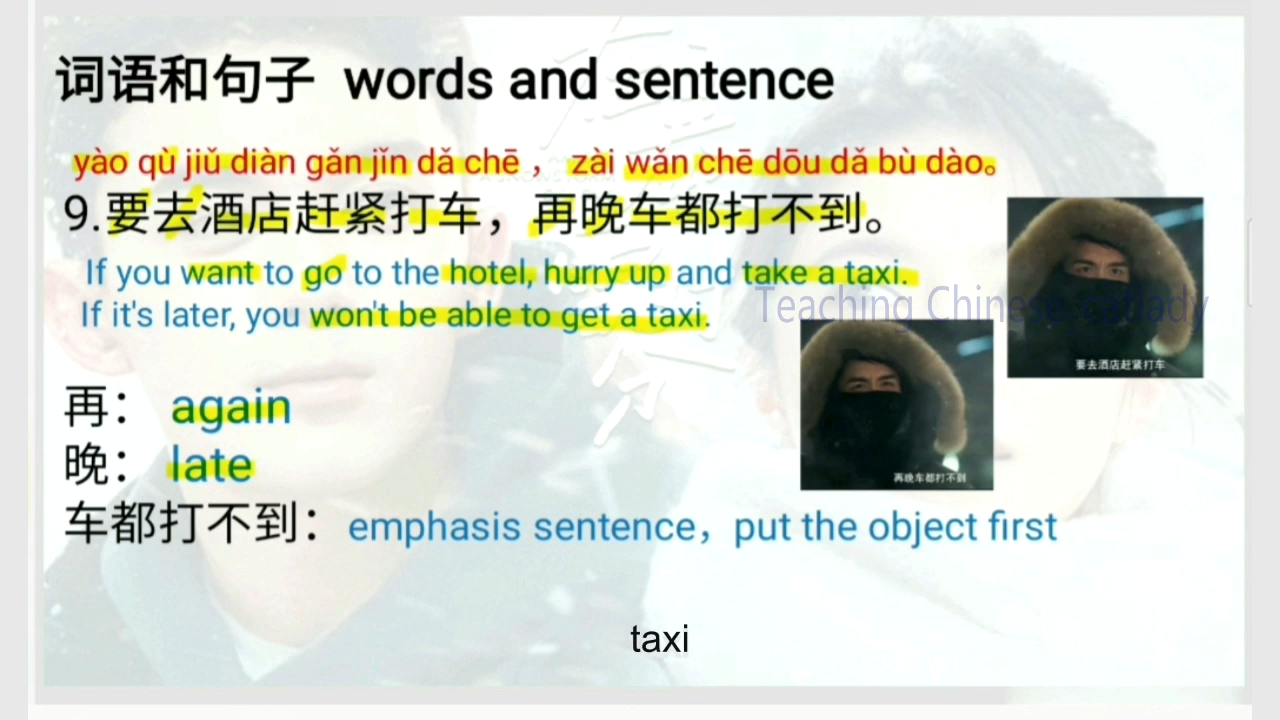 词语和句子 words and sentence
yào qù jiǔ diàn gǎn jǐn dǎ chē ， zài wǎn chē dōu dǎ bù dào。
9.要去酒店赶紧打车，再晚车都打不到。
If you want to go to the hotel, hurry up and take a taxi.
If it's later, you won't be able to get a taxi.
Teaching Chinese catlady
要去酒店赶紧打车
再： again
晚： late
再晚车都打不到
车都打不到：emphasis sentence，put the object first
taxi